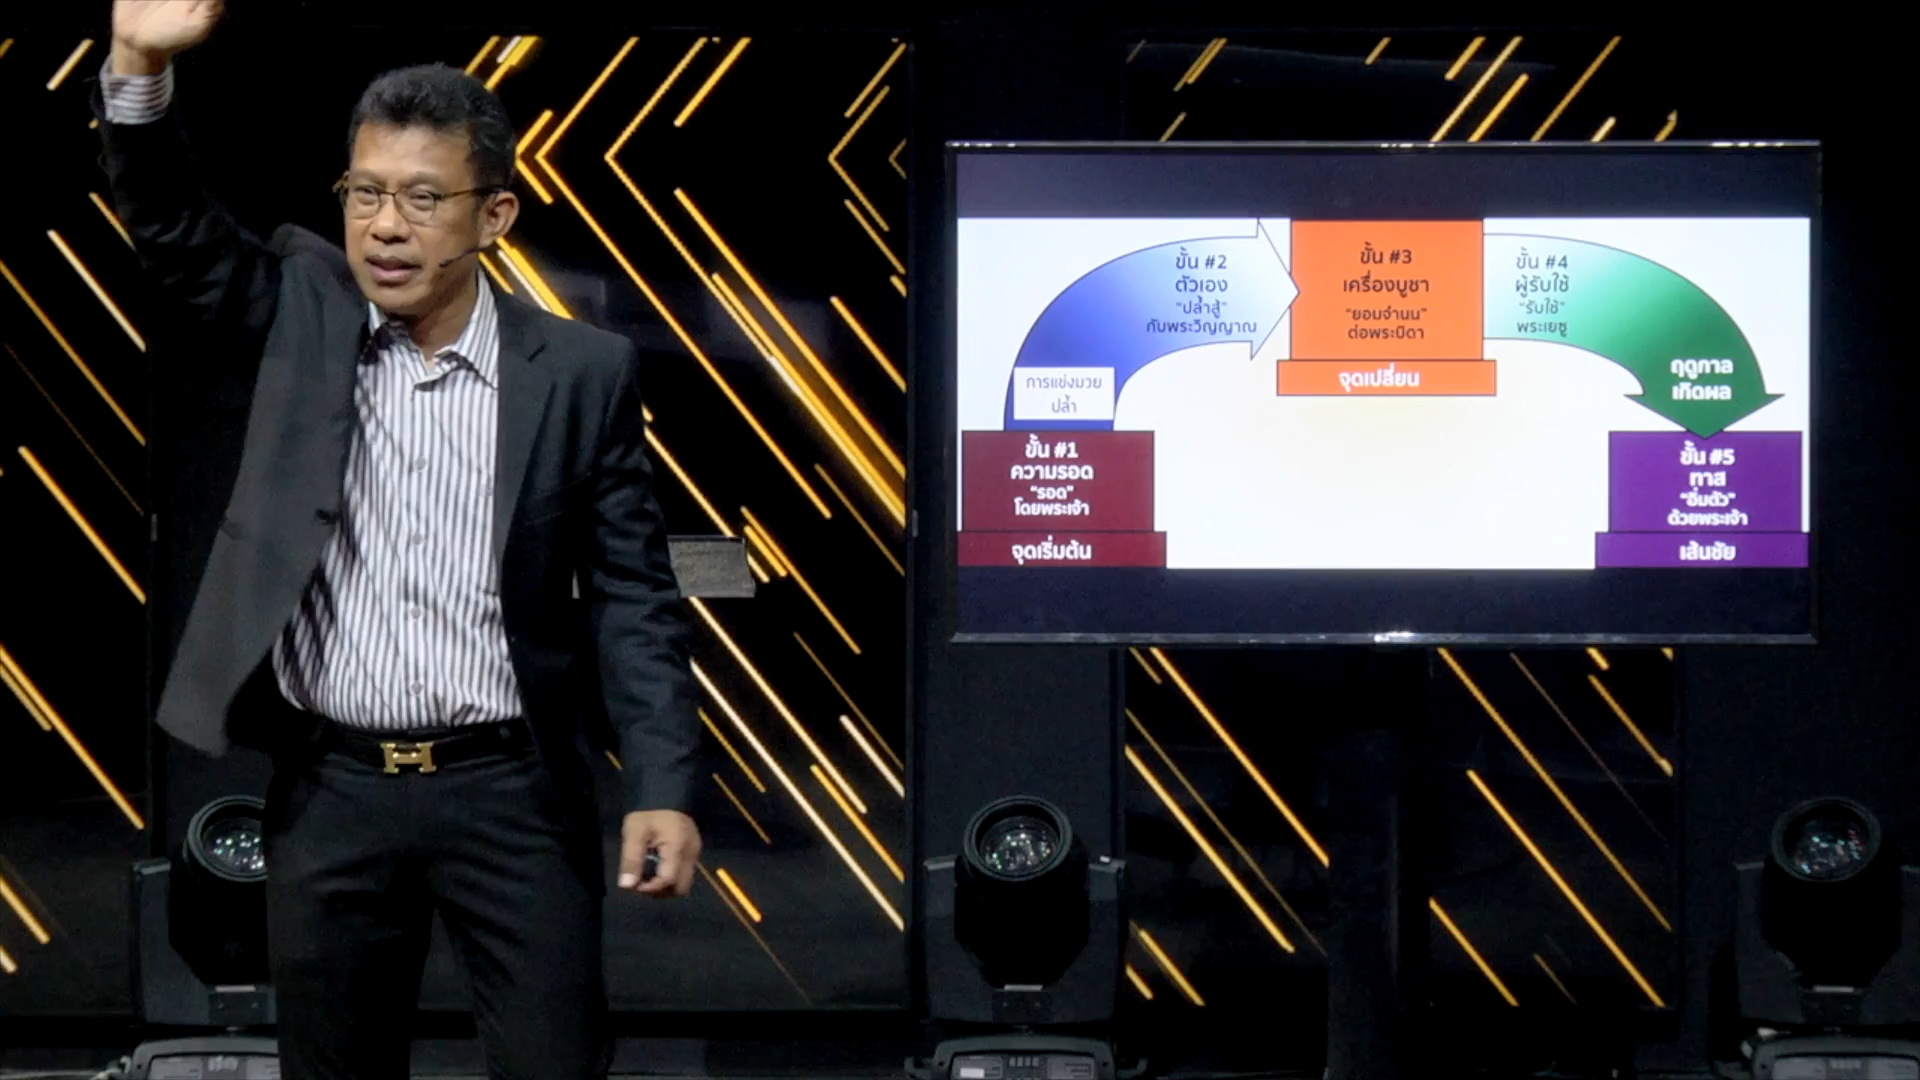 ขั้น #1
ความรอด
"รอด"
โดยพระเจ้า
จุดเริ่มต้น
การแข่งมวย
ปล้ำ
ขั้น #2
ตัวเอง
"ปล้ำสู้"
กับพระวิญญาณ
ขั้น #3
เครื่องบูชา
"ยอมจำนน"
ต่อพระบิดา
จุดเปลี่ยน
ขั้น #4
ผู้รับใช้
"รับใช้"
พระเยซู
ฤดูกาล
เกิดผล
ขั้น #5
ทาส
"อิ่มตัว"
ด้วยพระเจ้า
เส้นชัย